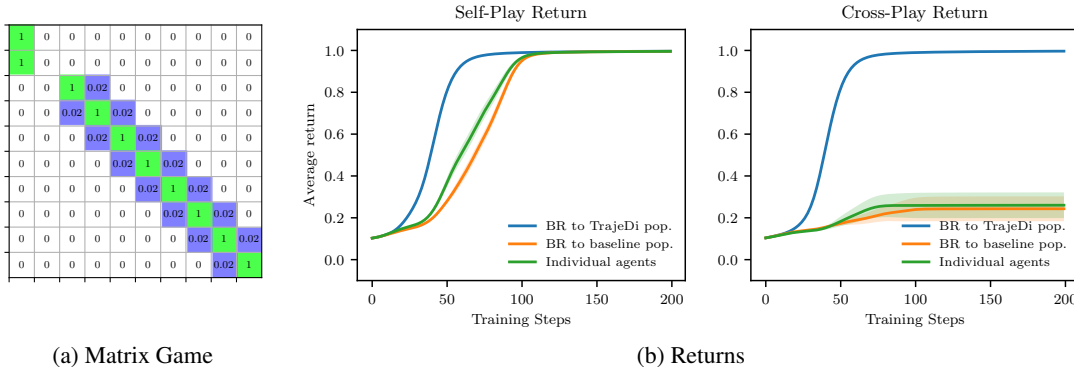 1 0 0 0 0 0 0 0 0 0
1 0 0 0 0 0 0 0 0 0
0 0 1 0.02 0 0 0 0 0 0
0 0 0.02 1 0.02 0 0 0 0 0
0 0 0 0.02 1 0.02 0 0 0 0
0 0 0 0 0.02 1 0.02 0 0 0
0 0 0 0 0 0.02 1 0.02 0 0
0 0 0 0 0 0 0.02 1 0.02 0
0 0 0 0 0 0 0 0.02 1 0.02
0 0 0 0 0 0 0 0 0.02 1
(a) Matrix Game
Self-Play Return
Average return
1.0
0.8
0.6
0.4
0.2
0.0
BR to TrajeDi pop.
BR to baseline pop.
Individual agents
0 50 100 150 200
Training Steps
Cross-Play Return
1.0
0.8
0.6
0.4
0.2
0.0
BR to TrajeDi pop.
BR to baseline pop.
Individual agents
0 50 100 150 200
Training Steps
(b) Returns